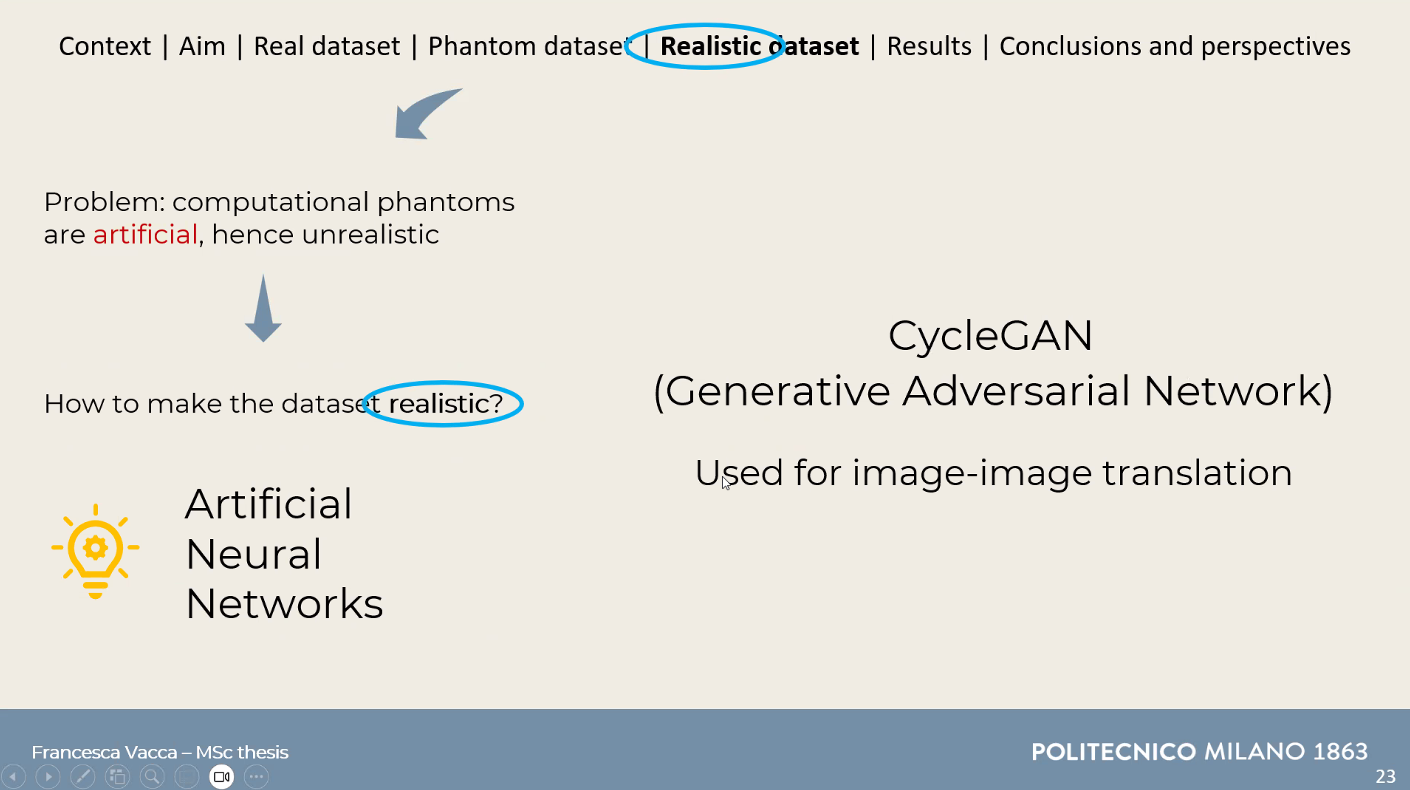 Context | Aim | Real dataset | Phantom dataset | Realistic dataset | Results | Conclusions and perspectives
Problem: computational phantoms
are artificial, hence unrealistic
How to make the dataset realistic?
Artificial
Neural
Networks
CycleGAN
(Generative Adversarial Network)
Used for image-image translation
Francesca Vacca – MSc thesis
POLITECNICO MILANO 1863
23